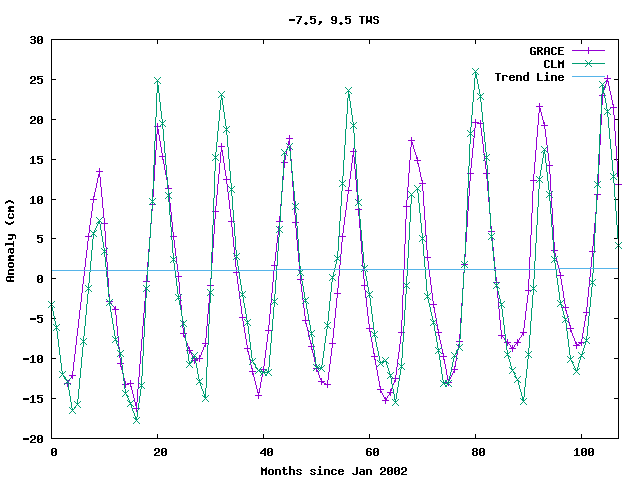 -7.5, 9.5 TWS
GRACE
CLM
Trend Line
30
25
20
15
10
5
0
-5
-10
-15
-20
Anomaly (cm)
0 20 40 60 80 100
Months since Jan 2002